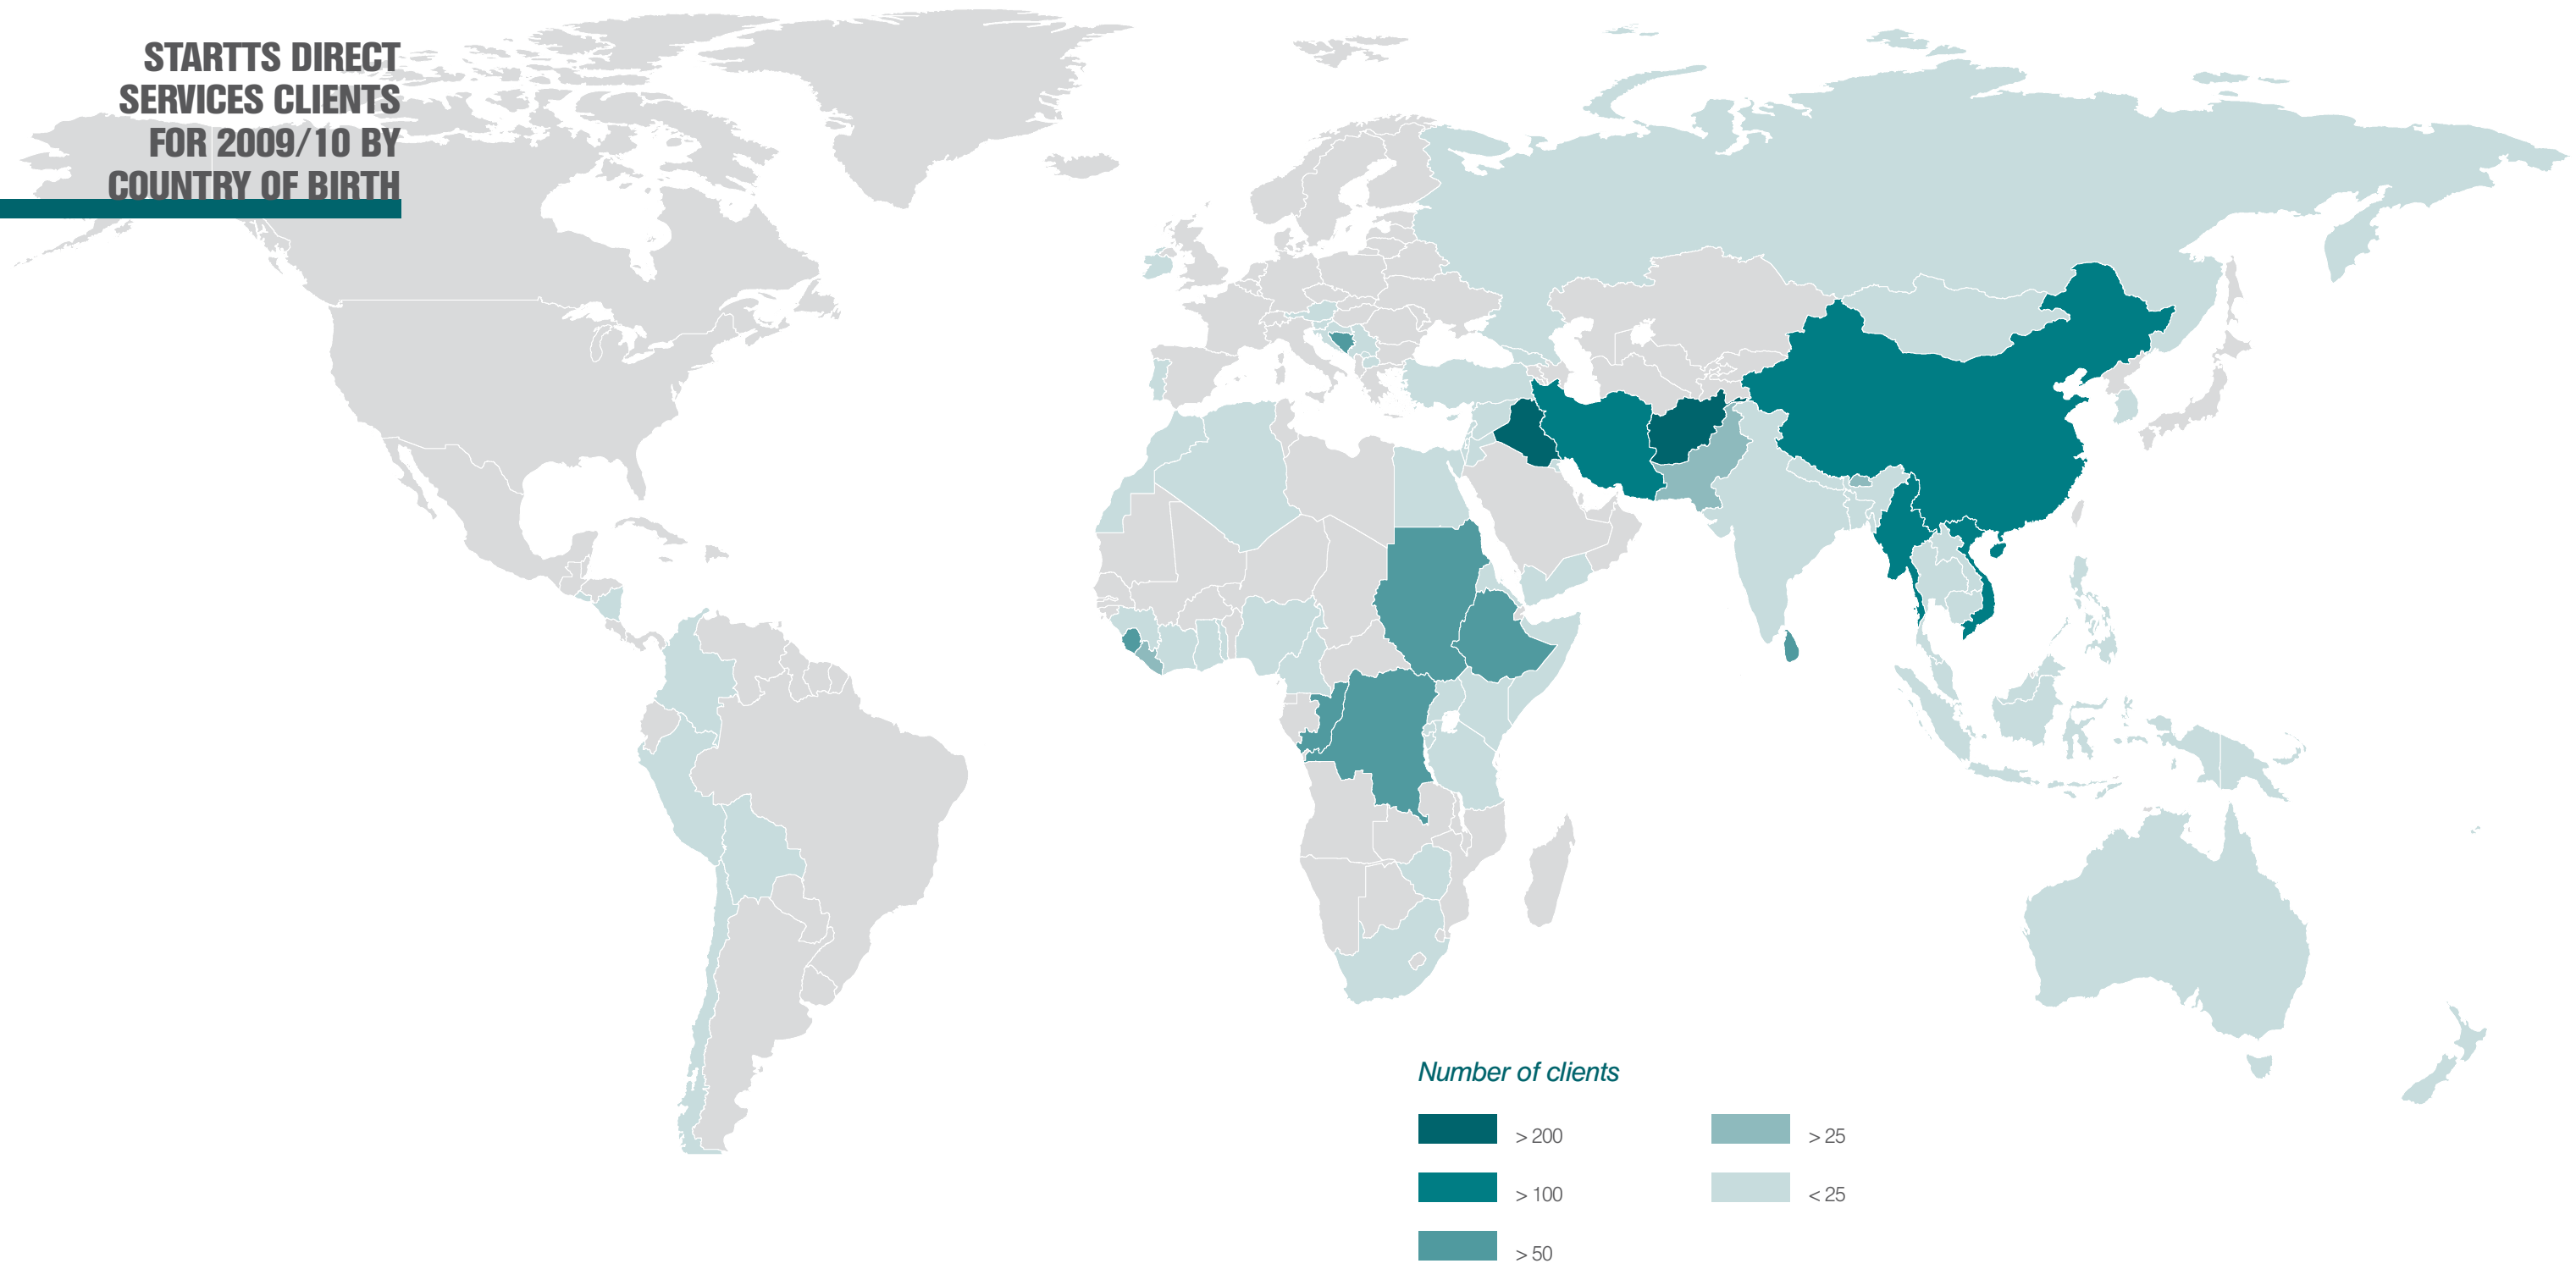 STARTTS DIRECT
SERVICES CLIENTS
FOR 2009/10 BY
COUNTRY OF BIRTH
Number of clients
> 200
> 100
> 50
> 25
< 25